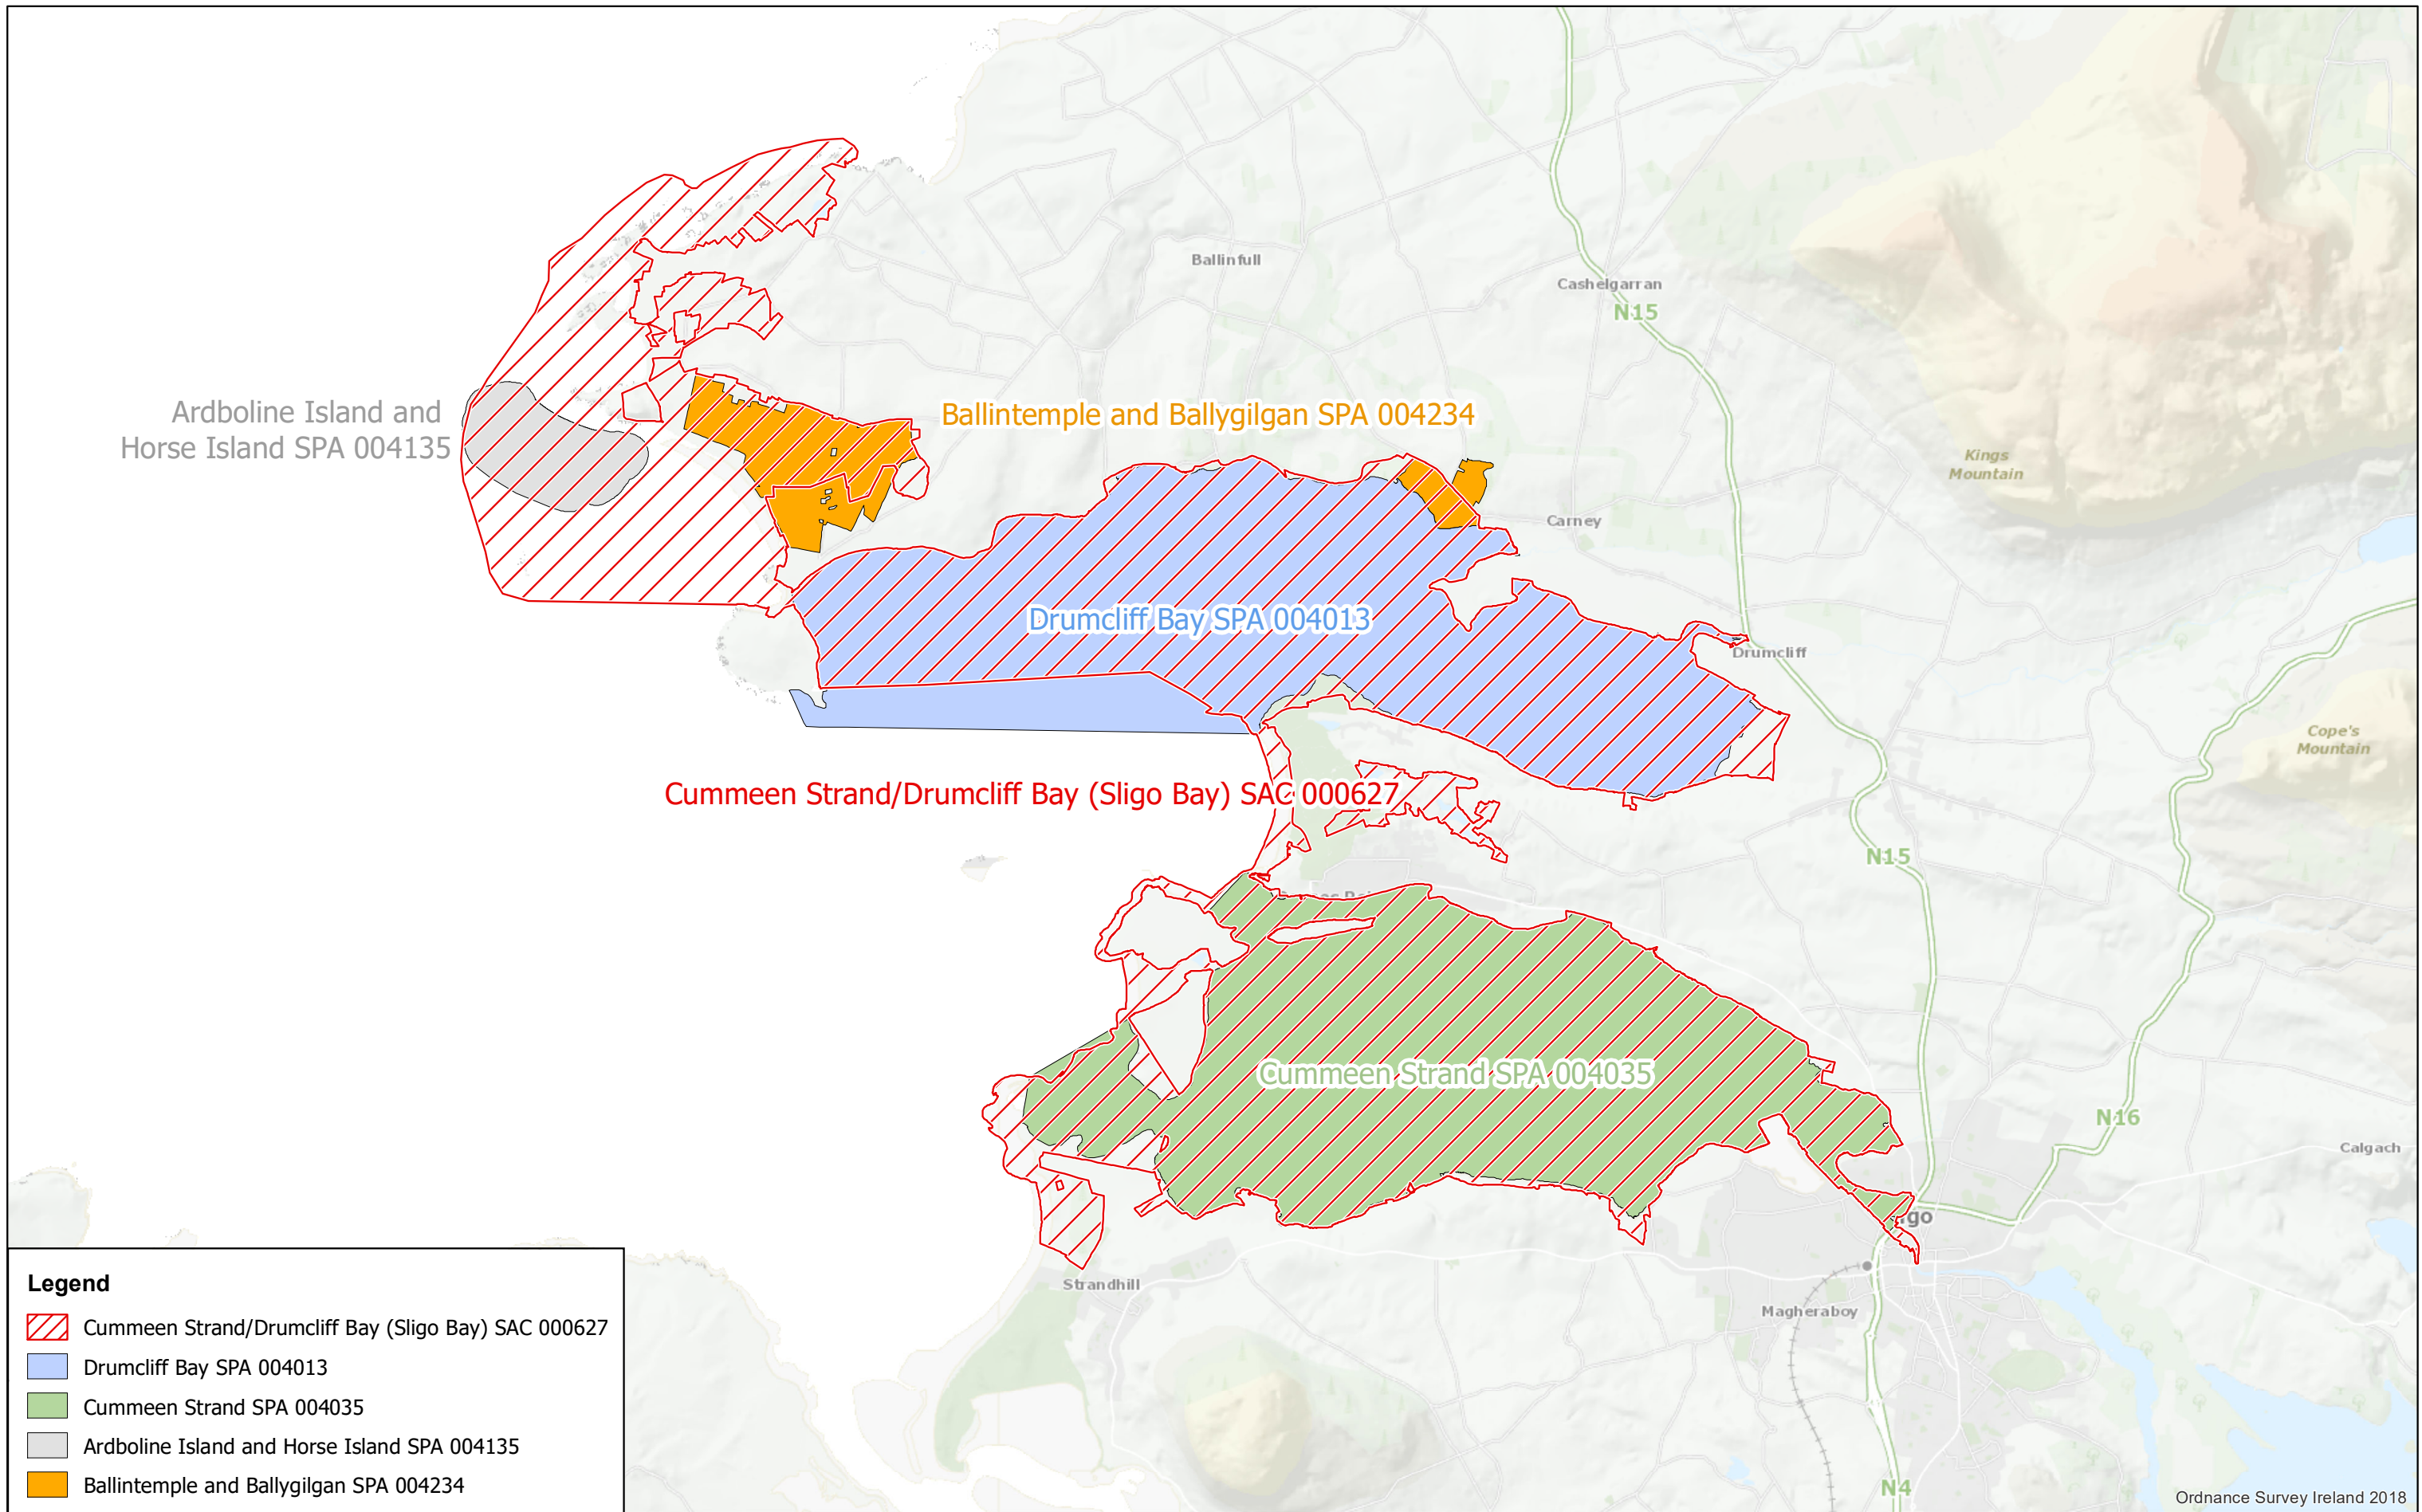 Ballinfull
Cashelgarran
N15
Ardboline Island and
Horse Island SPA 004135
Ballintemple and Ballygilgan SPA 004234
Kings
Mountain
Carney
Drumcliff Bay SPA 004013
Drumcliff
Cope's
Mountain
Cummeen Strand/Drumcliff Bay (Sligo Bay) SAC 000627
N15
Cummeen Strand SPA 004035
N16
Calgach
Strandhill
Magheraboy
N4
Legend
Cummeen Strand/Drumcliff Bay (Sligo Bay) SAC 000627
Drumcliff Bay SPA 004013
Cummeen Strand SPA 004035
Ardboline Island and Horse Island SPA 004135
Ballintemple and Ballygilgan SPA 004234
Ordnance Survey Ireland 2018